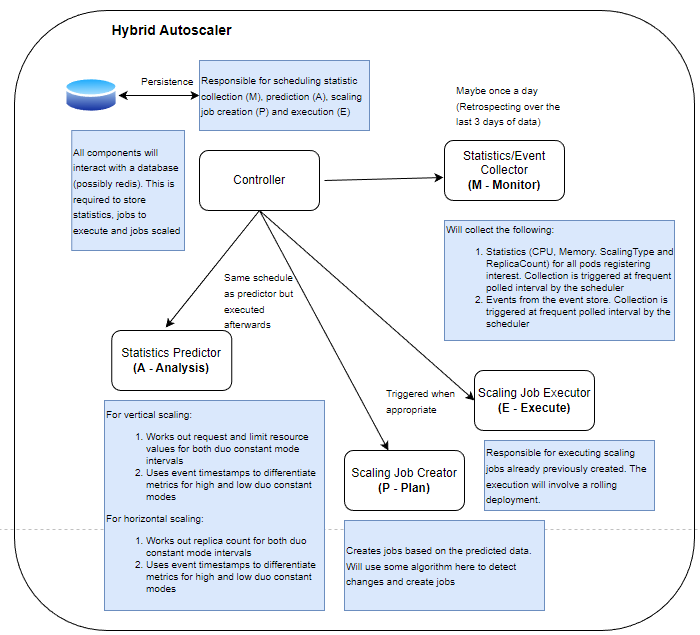 Hybrid Autoscaler
Persistence
Responsible for scheduling statistic
collection (M), prediction (A), scaling
job creation (P) and execution (E)
Maybe once a day
(Retrospecting over the
last 3 days of data)
All components will
interact with a database
(possibly redis). This is
required to store
statistics, jobs to
execute and jobs scaled
Controller
Statistics/Event
Collector
(M - Monitor)
Will collect the following:
1. Statistics (CPU, Memory. ScalingType and
ReplicaCount) for all pods registering
interest. Collection is triggered at frequent
polled interval by the scheduler
2. Events from the event store. Collection is
triggered at frequent polled interval by the
scheduler
Same schedule
as predictor but
executed
afterwards
Statistics Predictor
(A - Analysis)
Triggered when
appropriate
Scaling Job Executor
(E - Execute)
For vertical scaling:
1. Works out request and limit resource
values for both duo constant mode
intervals
2. Uses event timestamps to differentiate
metrics for high and low duo constant
modes
For horizontal scaling:
1. Works out replica count for both duo
constant mode intervals
2. Uses event timestamps to differentiate
metrics for high and low duo constant
modes
Scaling Job Creator
(P - Plan)
Responsible for executing scaling
jobs already previously created. The
execution will involve a rolling
deployment.
Creates jobs based on the predicted data.
Will use some algorithm here to detect
changes and create jobs